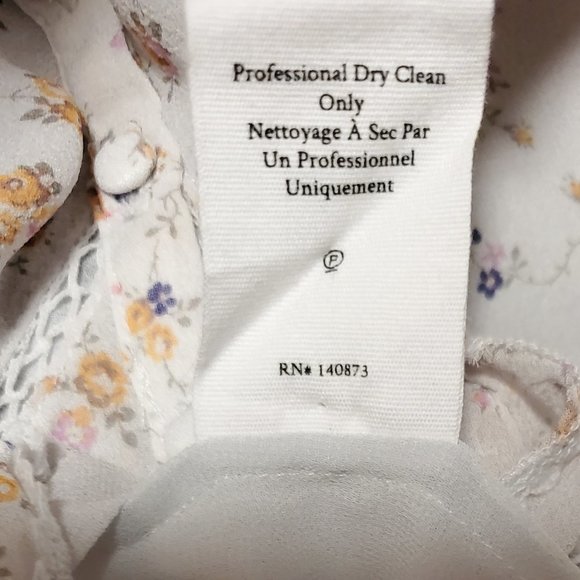 Professional Dry Clean
Only
Nettoyage À Sec Par
Un Professionnel
Uniquement
P
RN# 140873